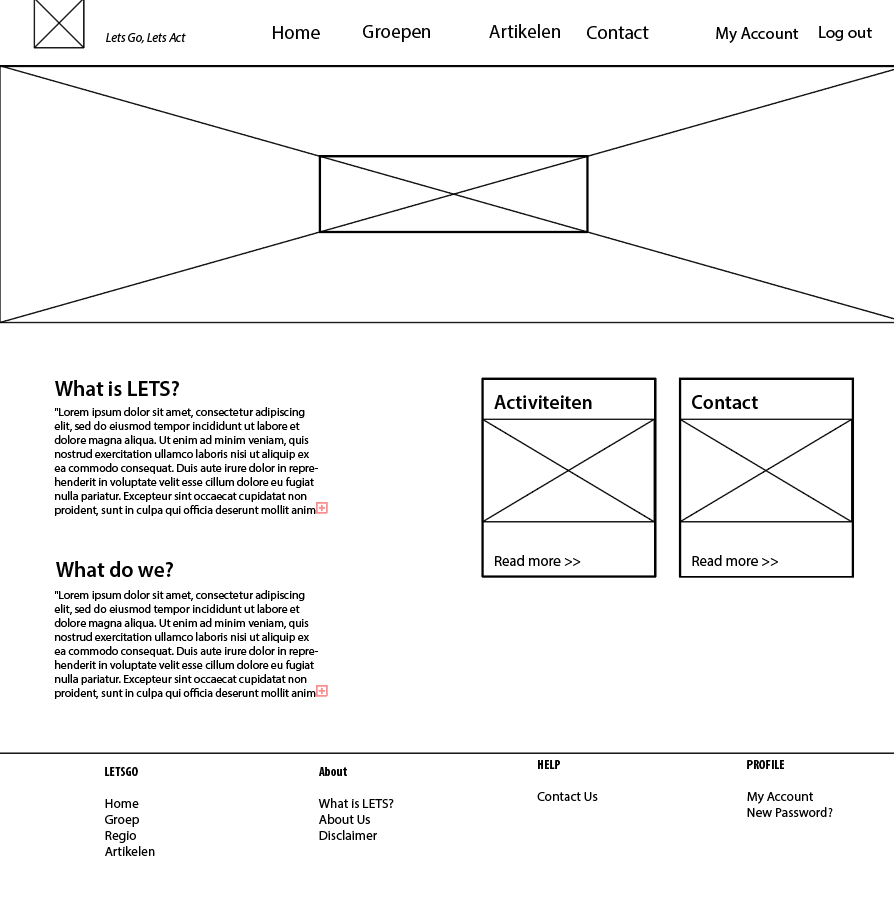 Lets Go, Lets Act
Home
Groepen
Artikelen
Contact
My Account
Log out
What is LETS?
"Lorem ipsum dolor sit amet, consectetur adipiscing
elit, sed do eiusmod tempor incididunt ut labore et
dolore magna aliqua. Ut enim ad minim veniam, quis
nostrud exercitation ullamco laboris nisi ut aliquip ex
ea commodo consequat. Duis aute irure dolor in repre-
henderit in voluptate velit esse cillum dolore eu fugiat
nulla pariatur. Excepteur sint occaecat cupidatat non
proident, sunt in culpa qui officia deserunt mollit anim
What do we?
"Lorem ipsum dolor sit amet, consectetur adipiscing
elit, sed do eiusmod tempor incididunt ut labore et
dolore magna aliqua. Ut enim ad minim veniam, quis
nostrud exercitation ullamco laboris nisi ut aliquip ex
ea commodo consequat. Duis aute irure dolor in repre-
henderit in voluptate velit esse cillum dolore eu fugiat
nulla pariatur. Excepteur sint occaecat cupidatat non
proident, sunt in culpa qui officia deserunt mollit anim
Activiteiten
Read more >>
Contact
Read more >>
LETSGO
Home
Groep
Regio
Artikelen
About
What is LETS?
About Us
Disclaimer
HELP
Contact Us
PROFILE
My Account
New Password?